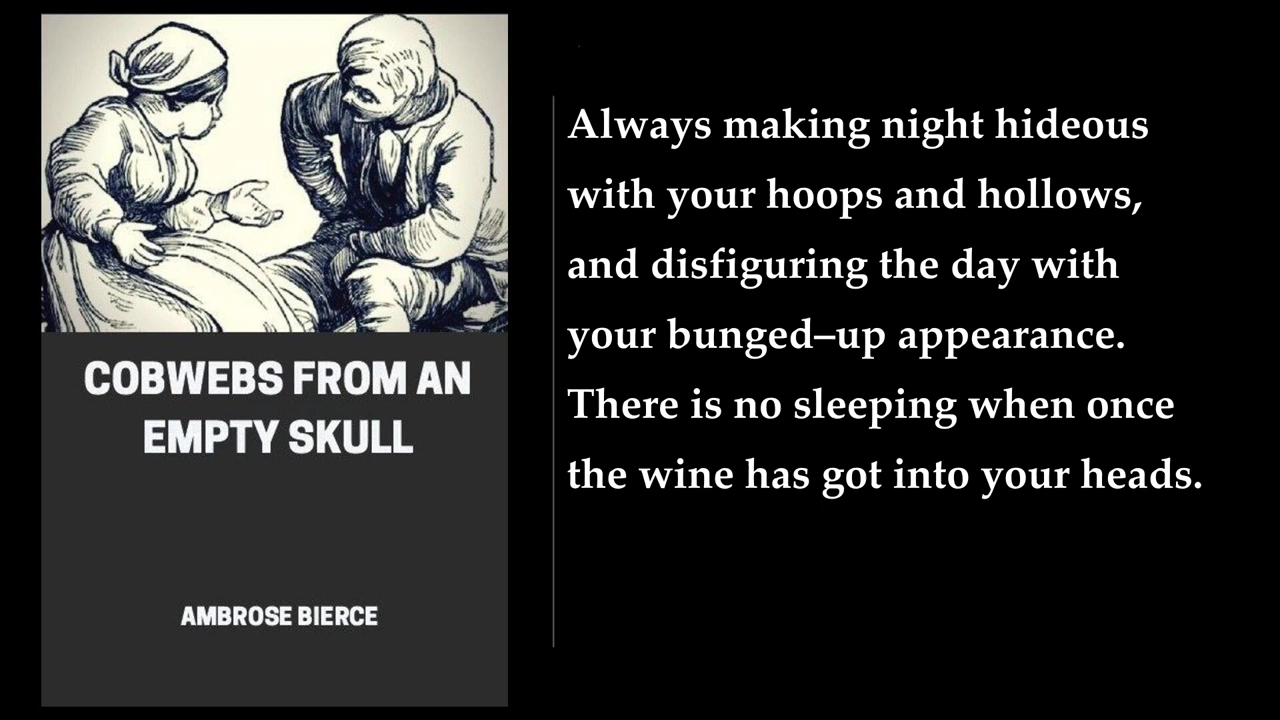 COBWEBS FROM AN
EMPTY SKULL
AMBROSE BIERCE
Always making night hideous
with your hoops and hollows,
and disfiguring the day with
your bunged–up appearance.
There is no sleeping when once
the wine has got into your heads.